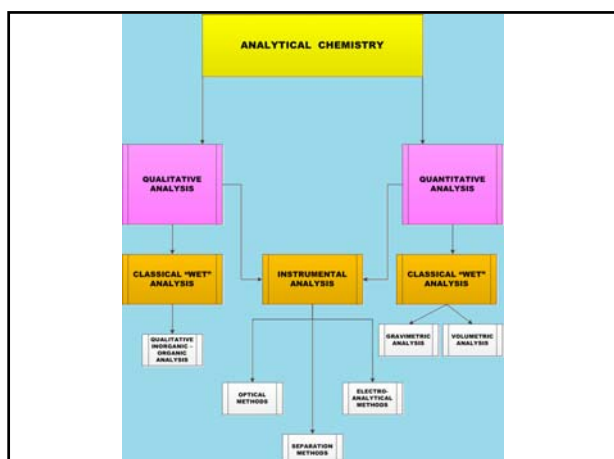 ANALYTICAL CHEMISTRY
QUALITATIVE
ANALYSIS
QUANTITATIVE
ANALYSIS
CLASSICAL "WET"
ANALYSIS
INSTRUMENTAL
ANALYSIS
CLASSICAL "WET"
ANALYSIS
QUALITATIVE
INORGANIC -
ORGANIC
ANALYSIS
GRAVIMETRIC
ANALYSIS
VOLUMETRIC
ANALYSIS
OPTICAL
METHODS
ELECTRO-
ANALYTICAL
METHODS
SEPARATION
METHODS